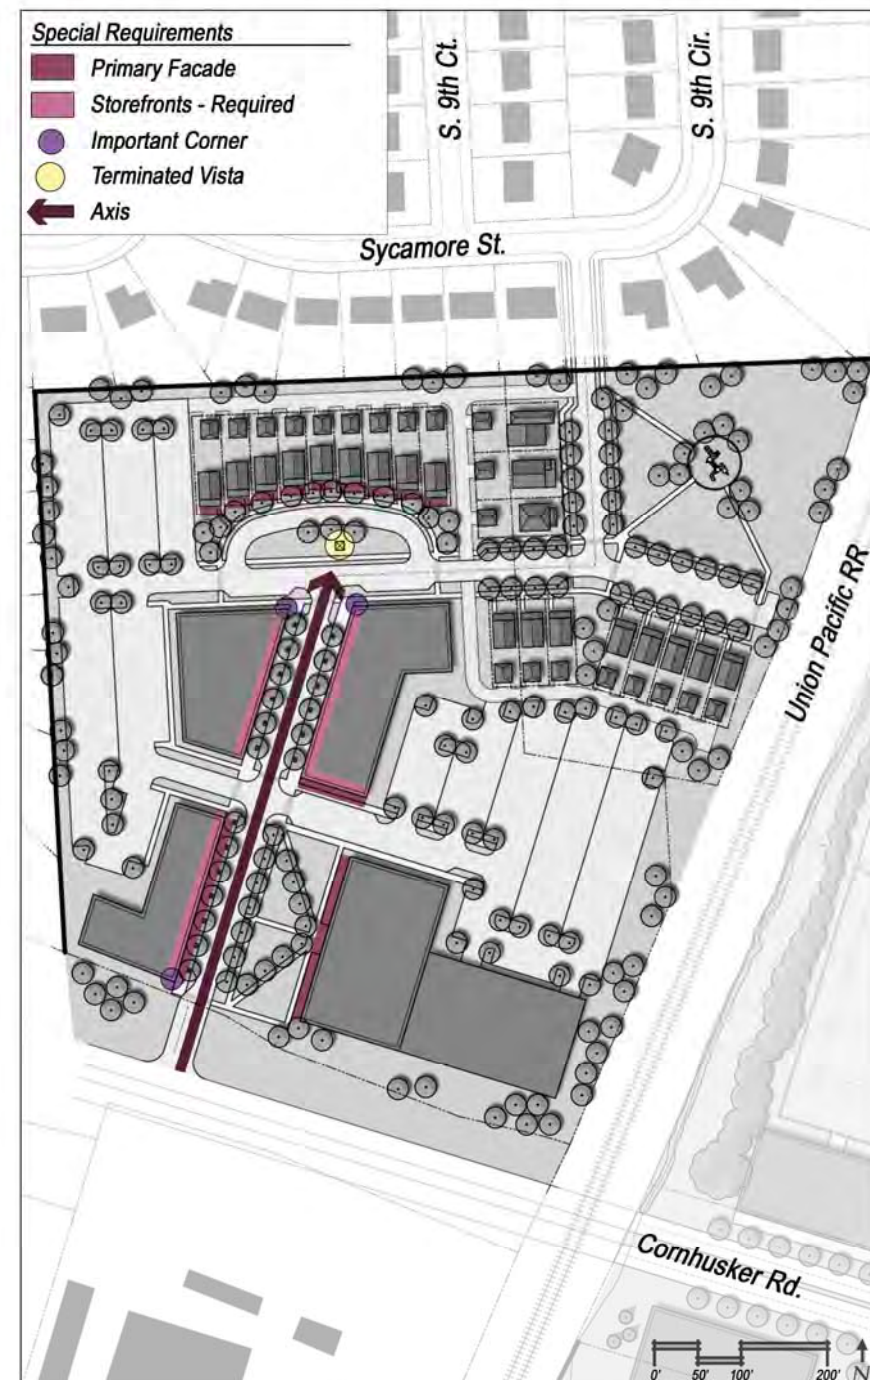 Special Requirements
Primary Facade
Storefronts - Required
Important Corner
Terminated Vista
Axis
S. 9th Ct.
S. 9th Cir.
Sycamore St.
Union Pacific RR
Cornhusker Rd.
0' 50' 100' 200' N